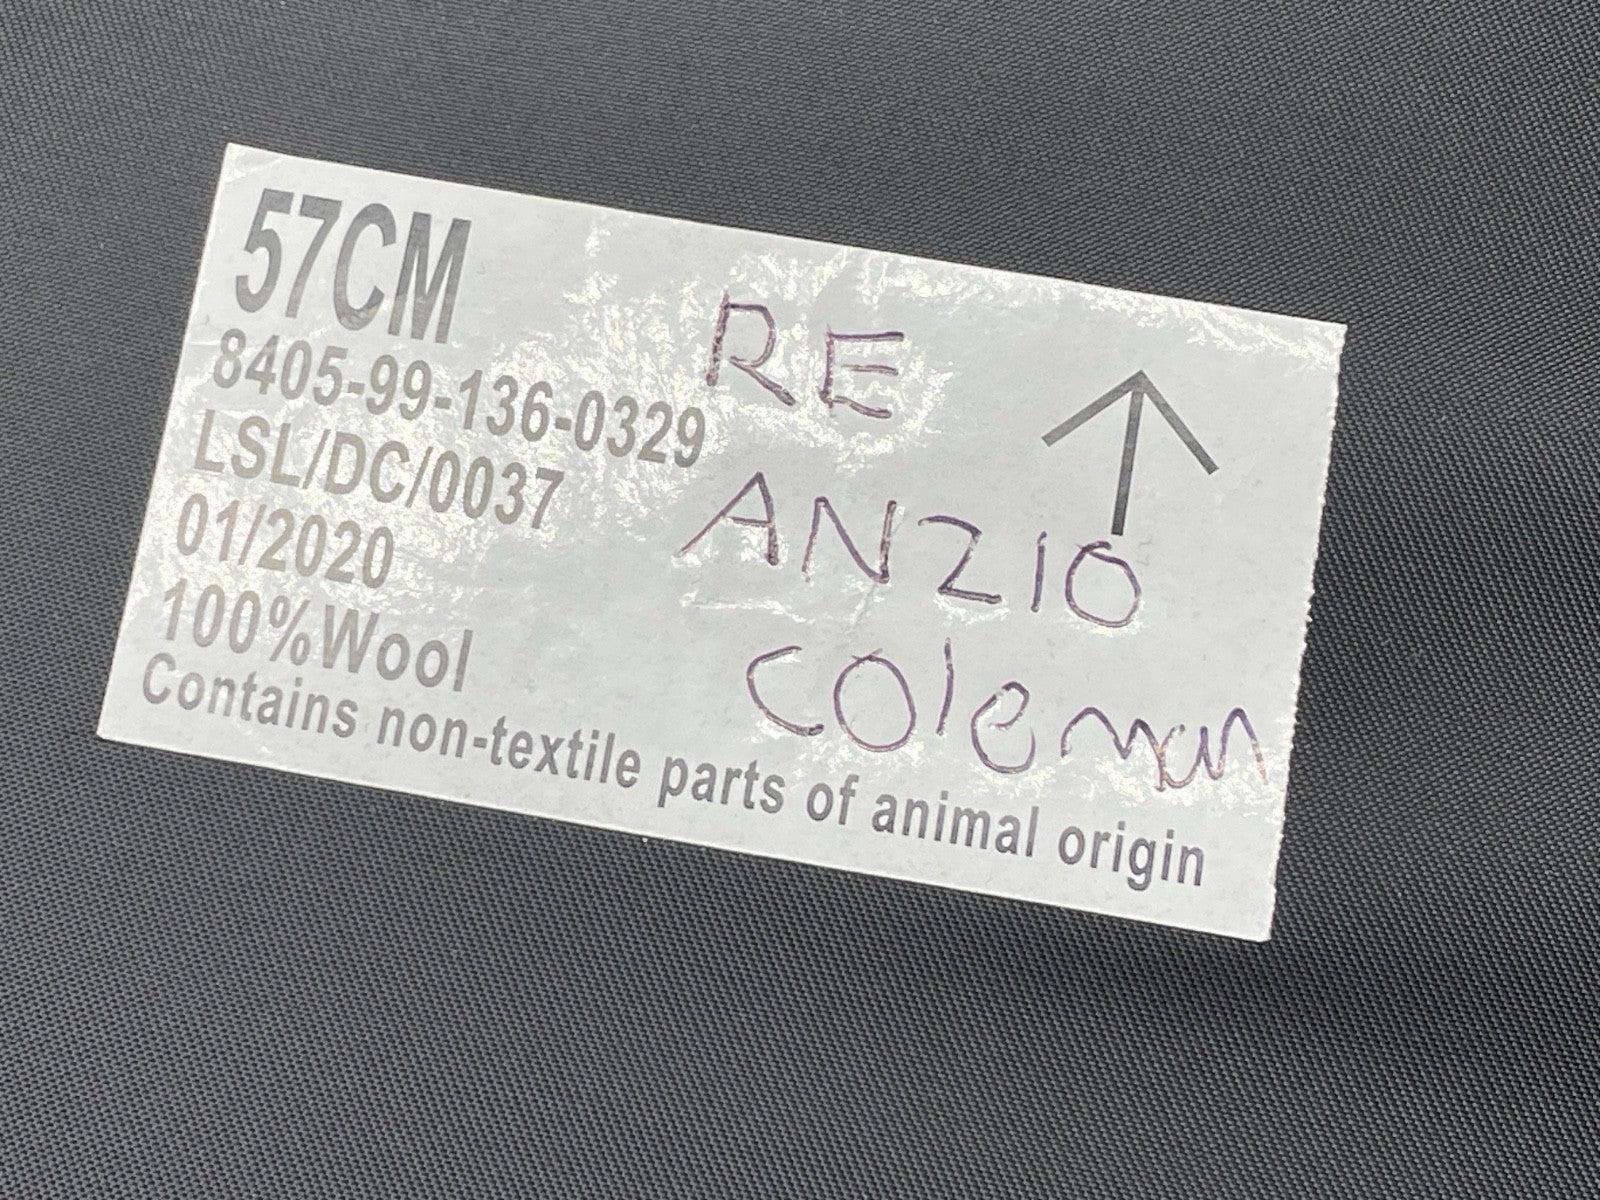 57CM
8405-99-136-0329
LSL/DC/0037
01/2020
100%Wool
Contains non-textile parts of animal origin
RE
ANZIO
Coleman